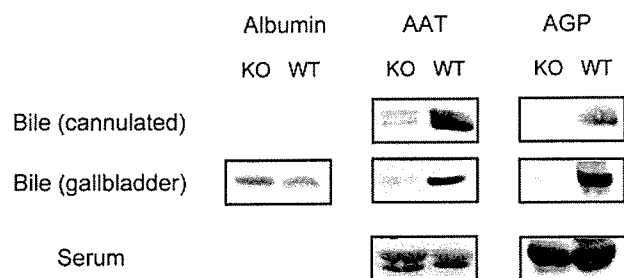 Albumin AAT AGP
KO WT KO WT KO WT
Bile (cannulated)
Bile (gallbladder)
Serum